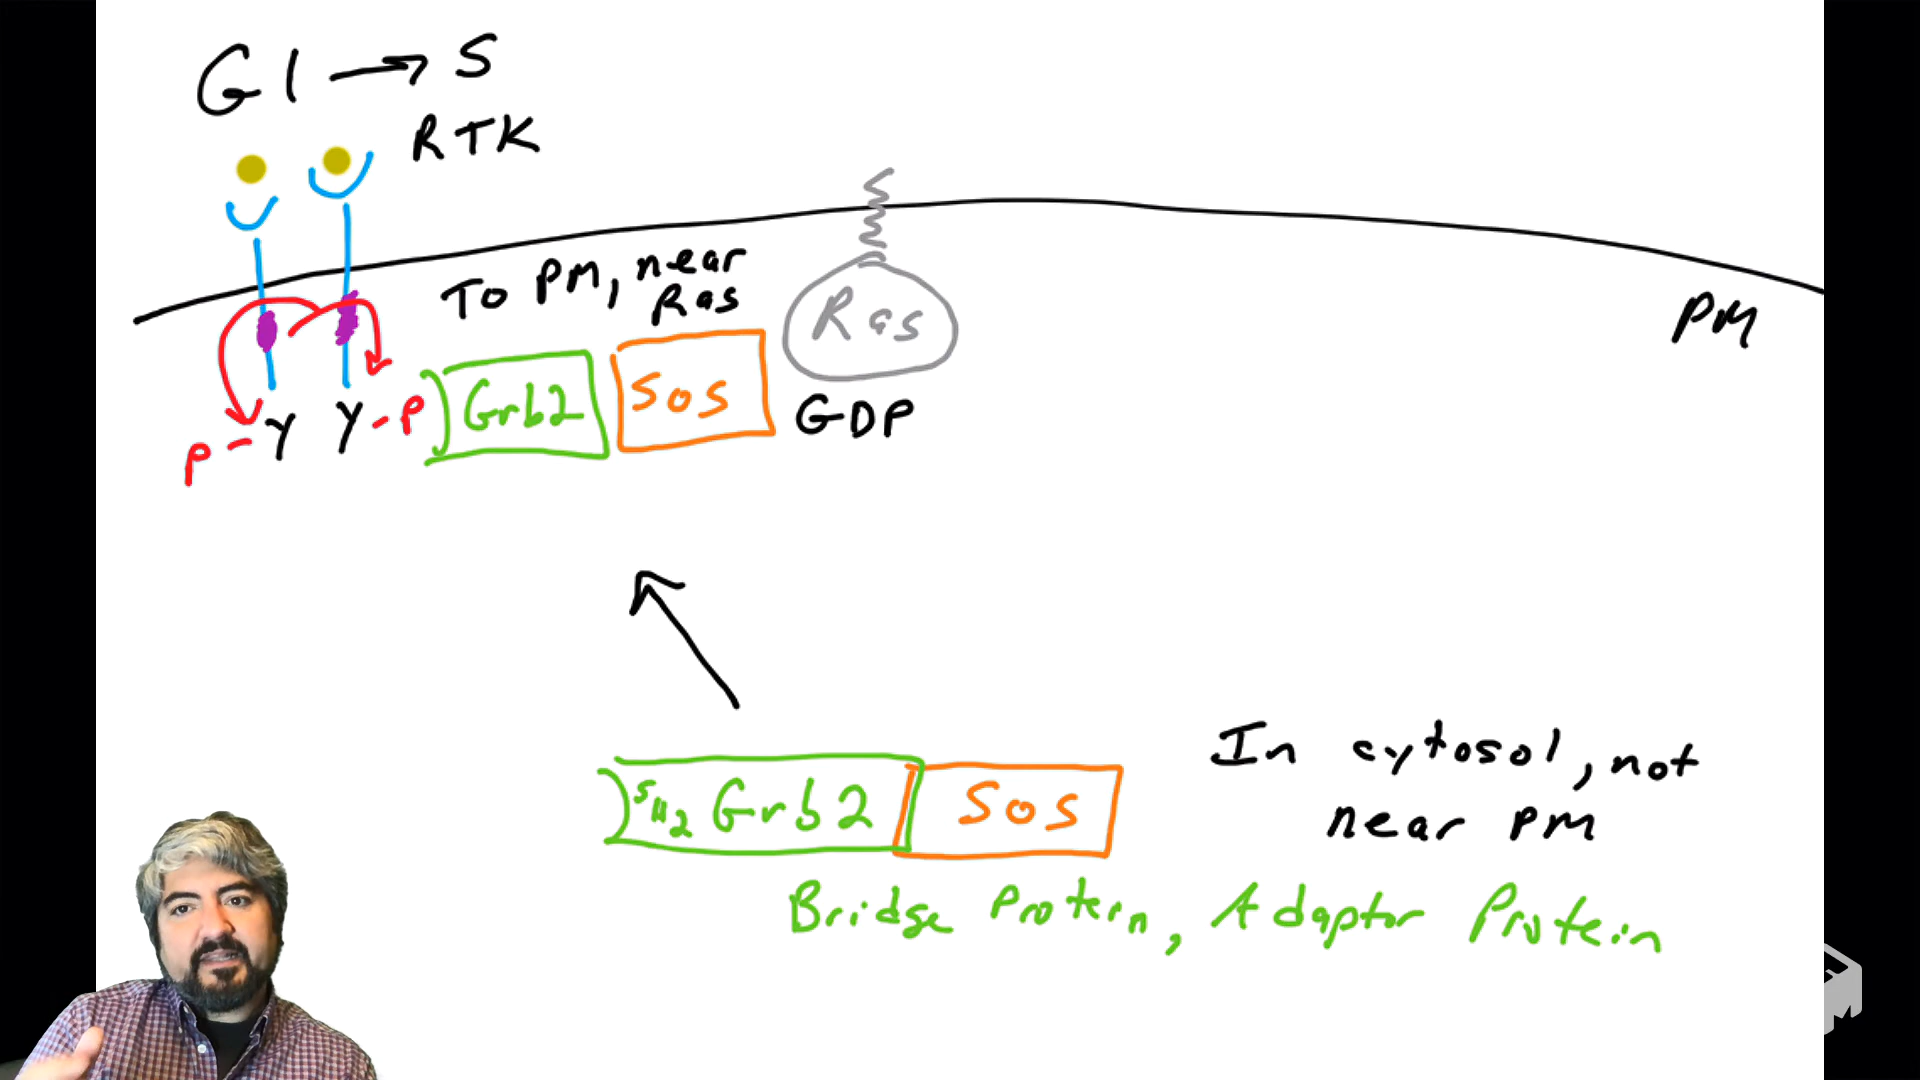 G1 → S
RTK
To PM, near
Ras
Ras
PM
Grb2
SOS
GDP
P-Y
Y-P
In cytosol, not
near PM
SH2 Grb2
SOS
Bridge Protein, Adaptor Protein